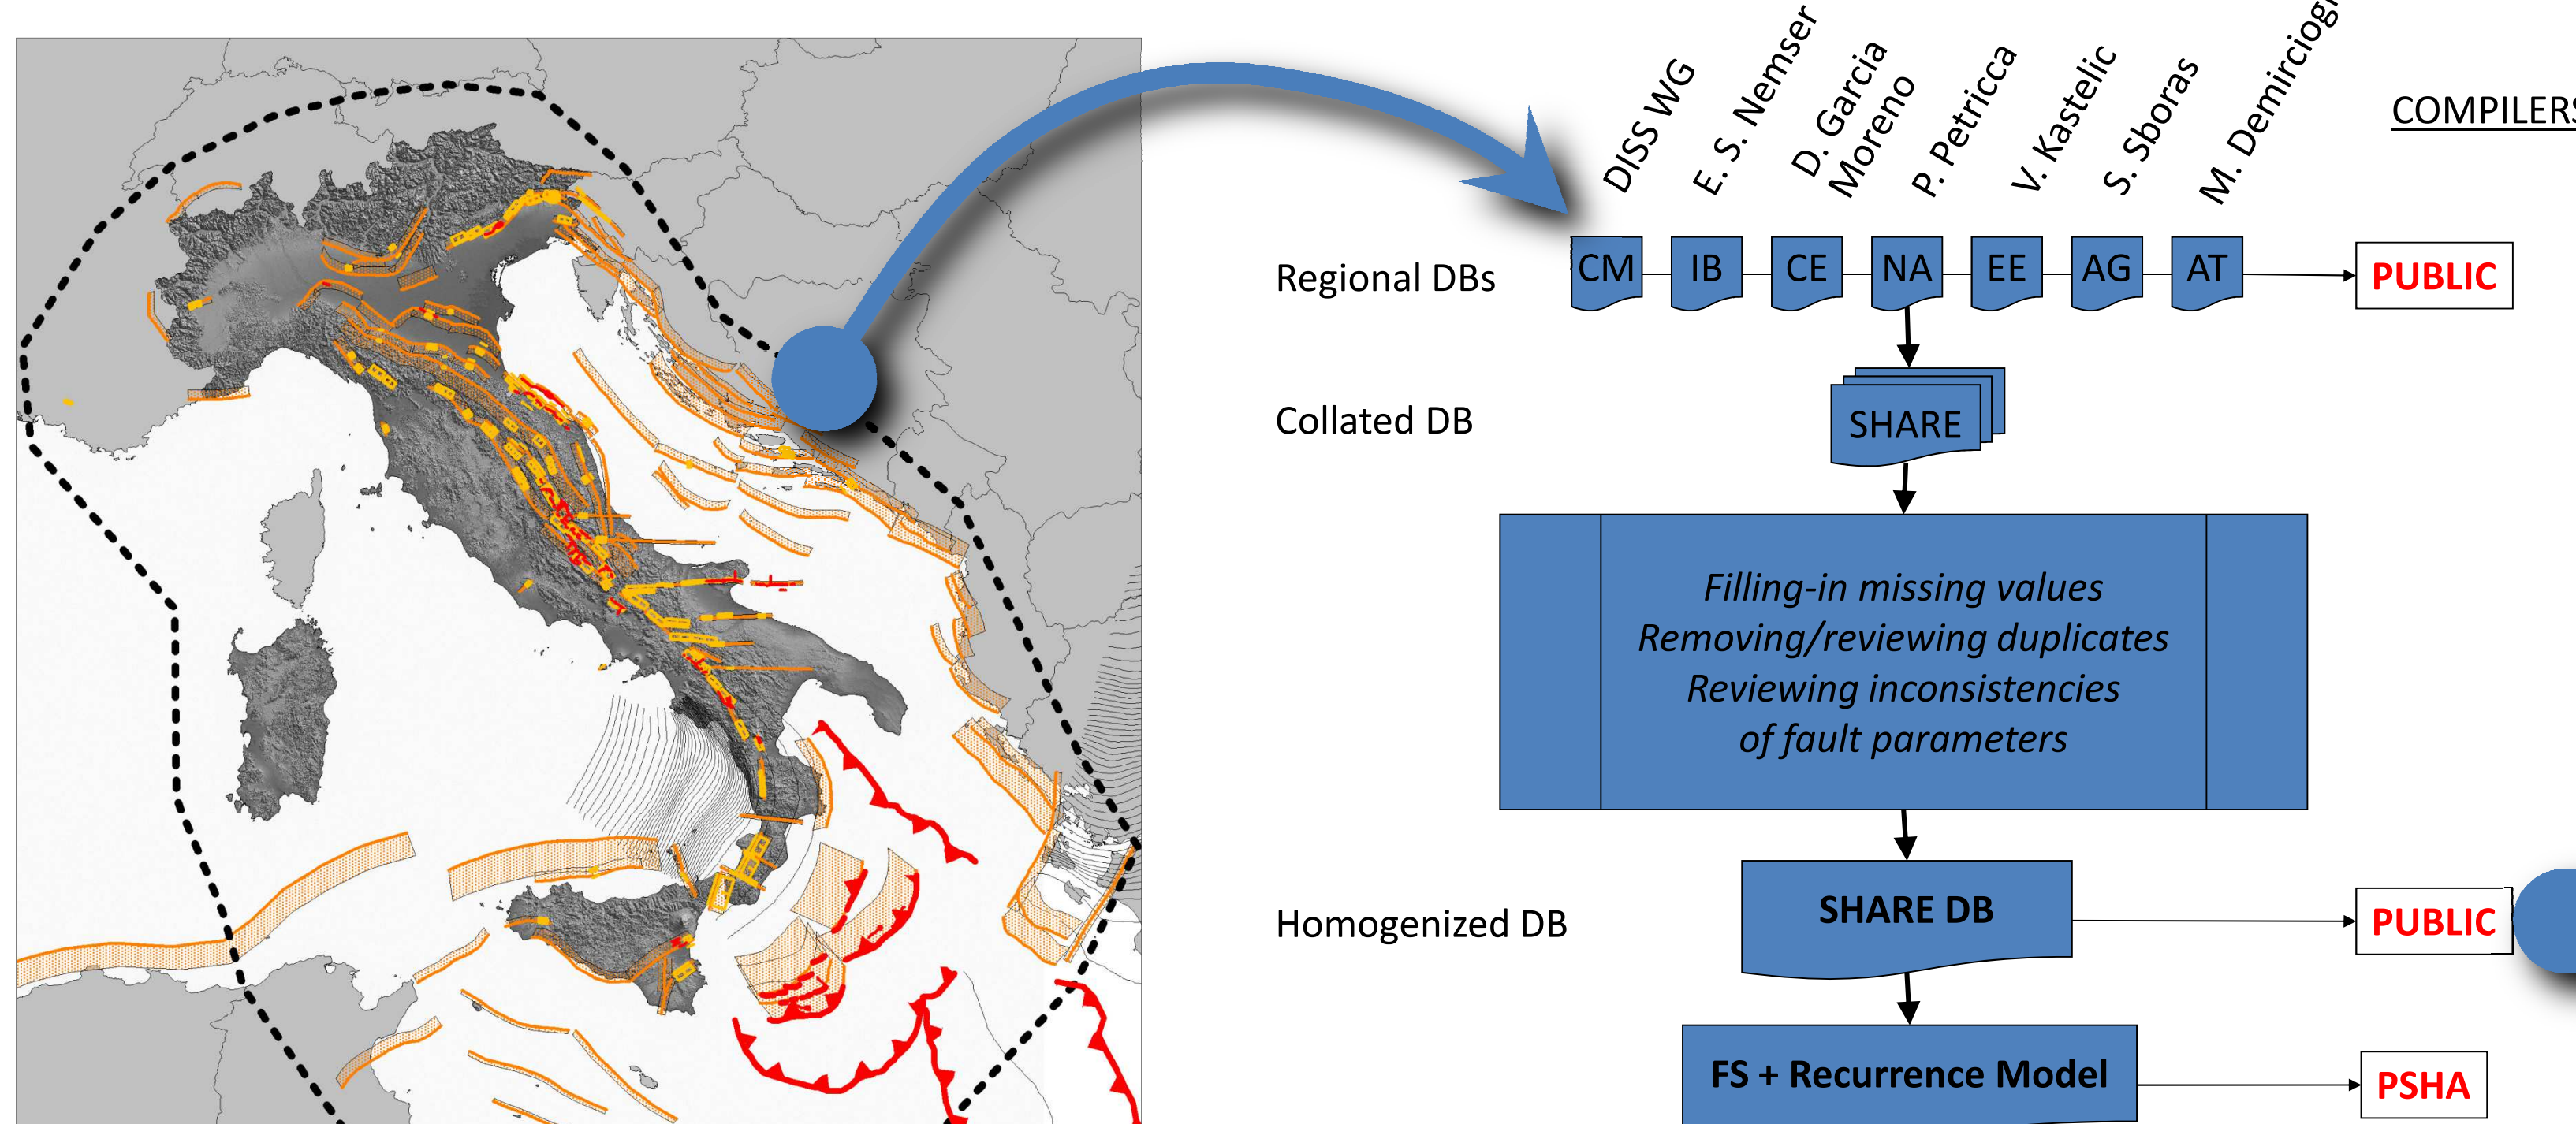 DISS WG
E. S. Nemser
D. Garcia
Moreno
P. Petricca
V. Kastelic
S. Sboras
COMPILERS
Regional DBs
CM IB CE NA EE AG AT
PUBLIC
Collated DB
SHARE
Filling-in missing values
Removing/reviewing duplicates
Reviewing inconsistencies
of fault parameters
Homogenized DB
SHARE DB
PUBLIC
FS + Recurrence Model
PSHA